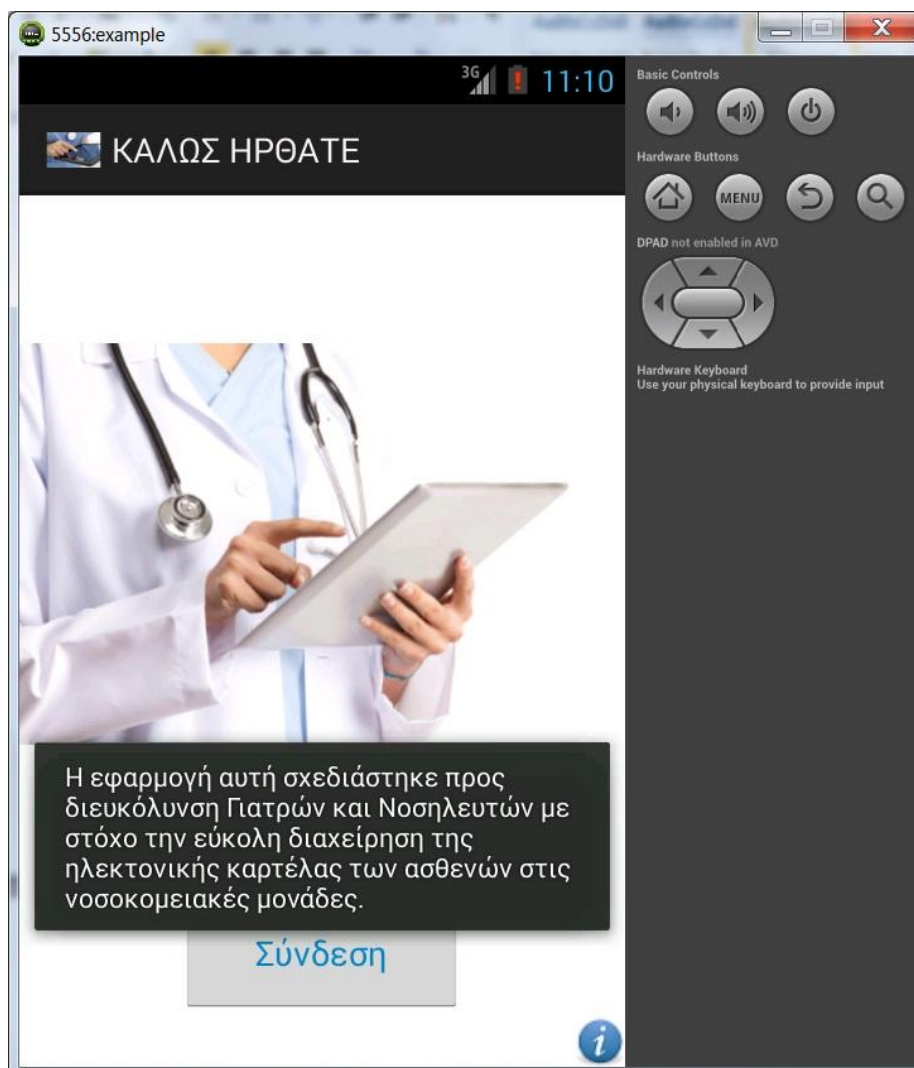 5556:example
3G
11:10
ΚΑΛΩΣ ΗΡΘΑΤΕ
Η εφαρμογή αυτή σχεδιάστηκε προς
διευκόλυνση Γιατρών και Νοσηλευτών με
στόχο την εύκολη διαχείρηση της
ηλεκτονικής καρτέλας των ασθενών στις
νοσοκομειακές μονάδες.
Σύνδεση
i
Basic Controls
Hardware Buttons
MENU
DPAD not enabled in AVD
Hardware Keyboard
Use your physical keyboard to provide input